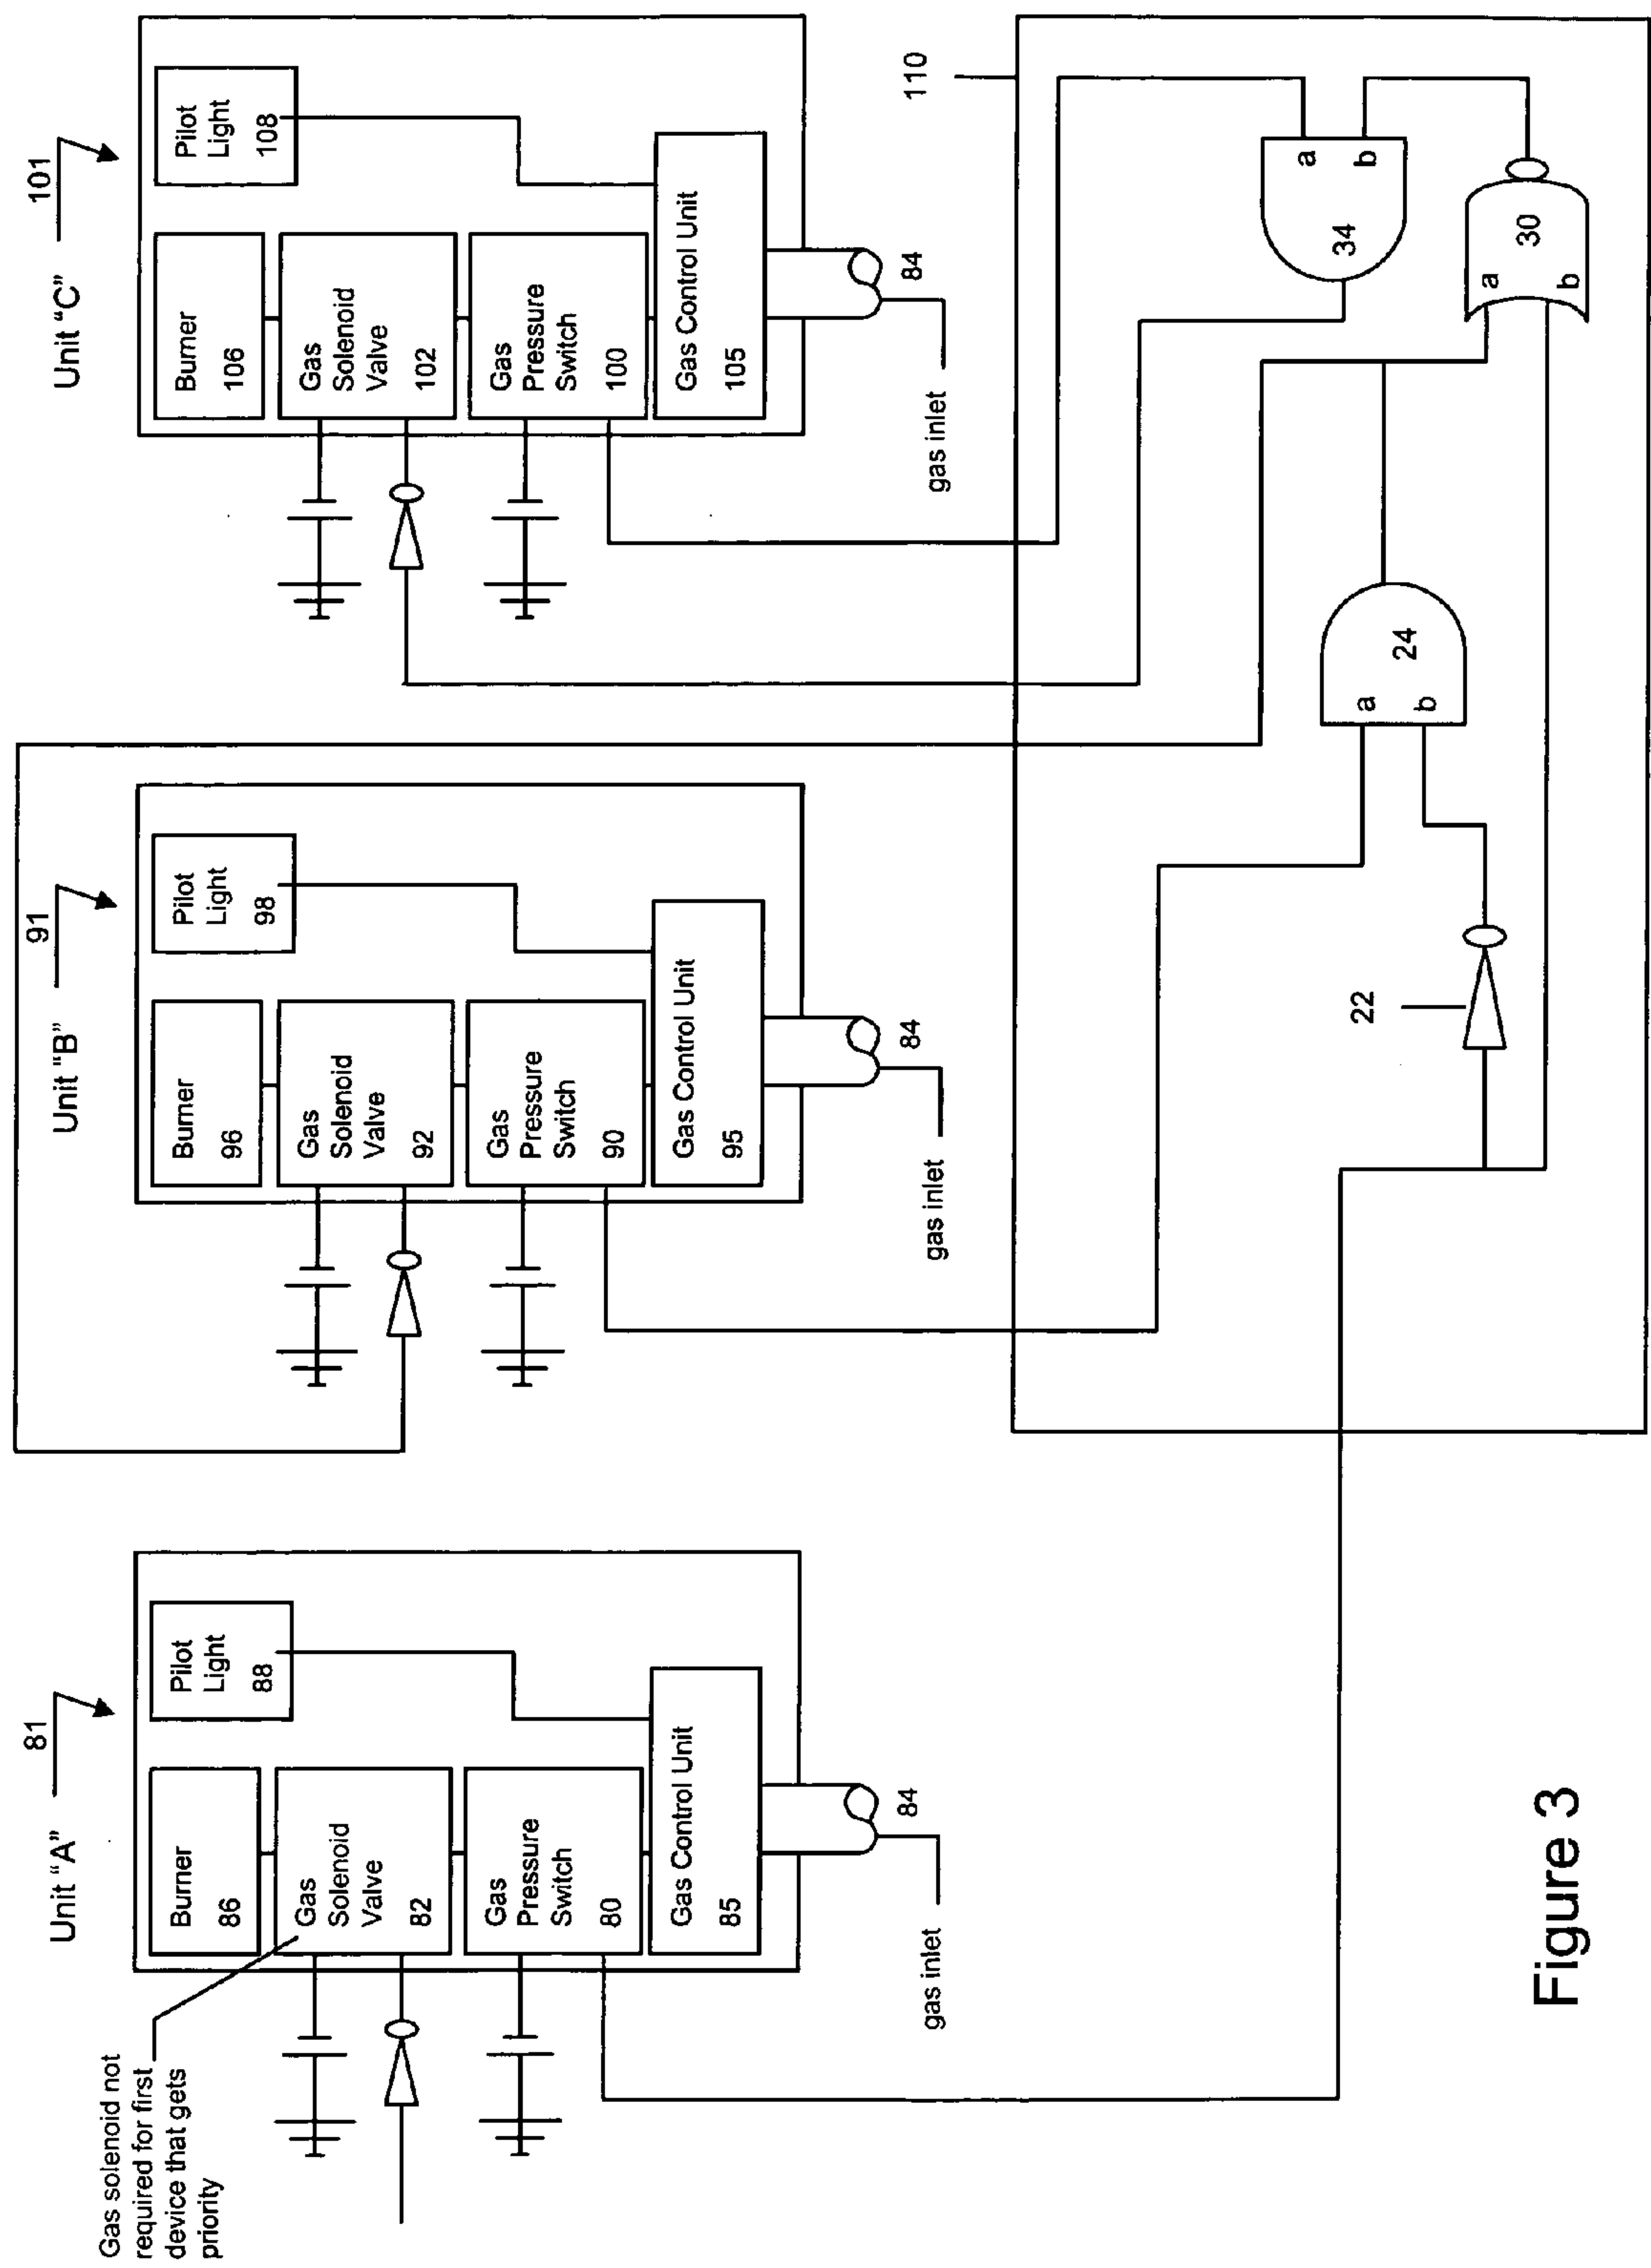 Gas solenoid not
required for first
device that gets
priority
Unit "A"
81
Burner
86
Pilot
Light
88
Gas
Solenoid
Valve
82
Gas
Pressure
Switch
80
Gas Control Unit
85
84
gas inlet
Unit "B"
91
Burner
96
Pilot
Light
98
Gas
Solenoid
Valve
92
Gas
Pressure
Switch
90
Gas Control Unit
95
84
gas inlet
Unit "C"
101
Burner
106
Pilot
Light
108
Gas
Solenoid
Valve
102
Gas
Pressure
Switch
100
Gas Control Unit
105
84
gas inlet
110
22
a
b
24
a
b
34
a
b
30
Figure 3